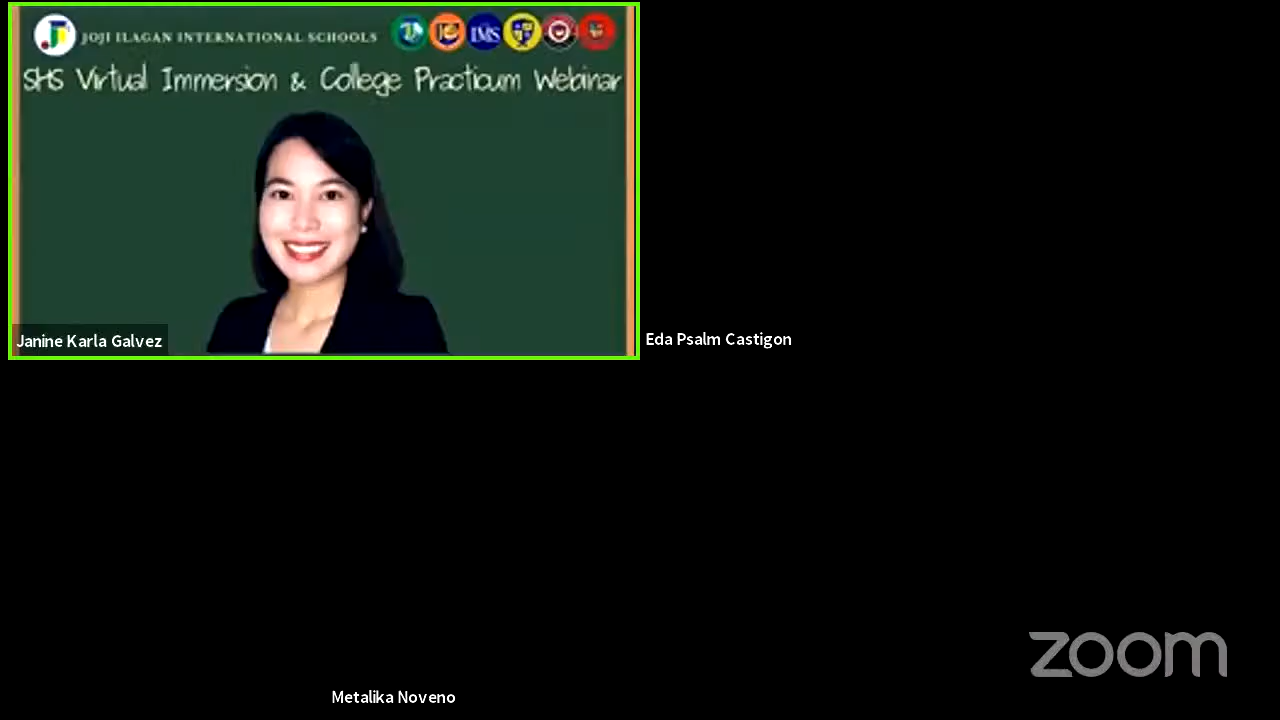 JOJI ILAGAN INTERNATIONAL SCHOOLS
IMS
SHS Virtual Immersion & College Practicum Webinar
Janine Karla Galvez
Eda Psalm Castigon
zoom
Metalika Noveno